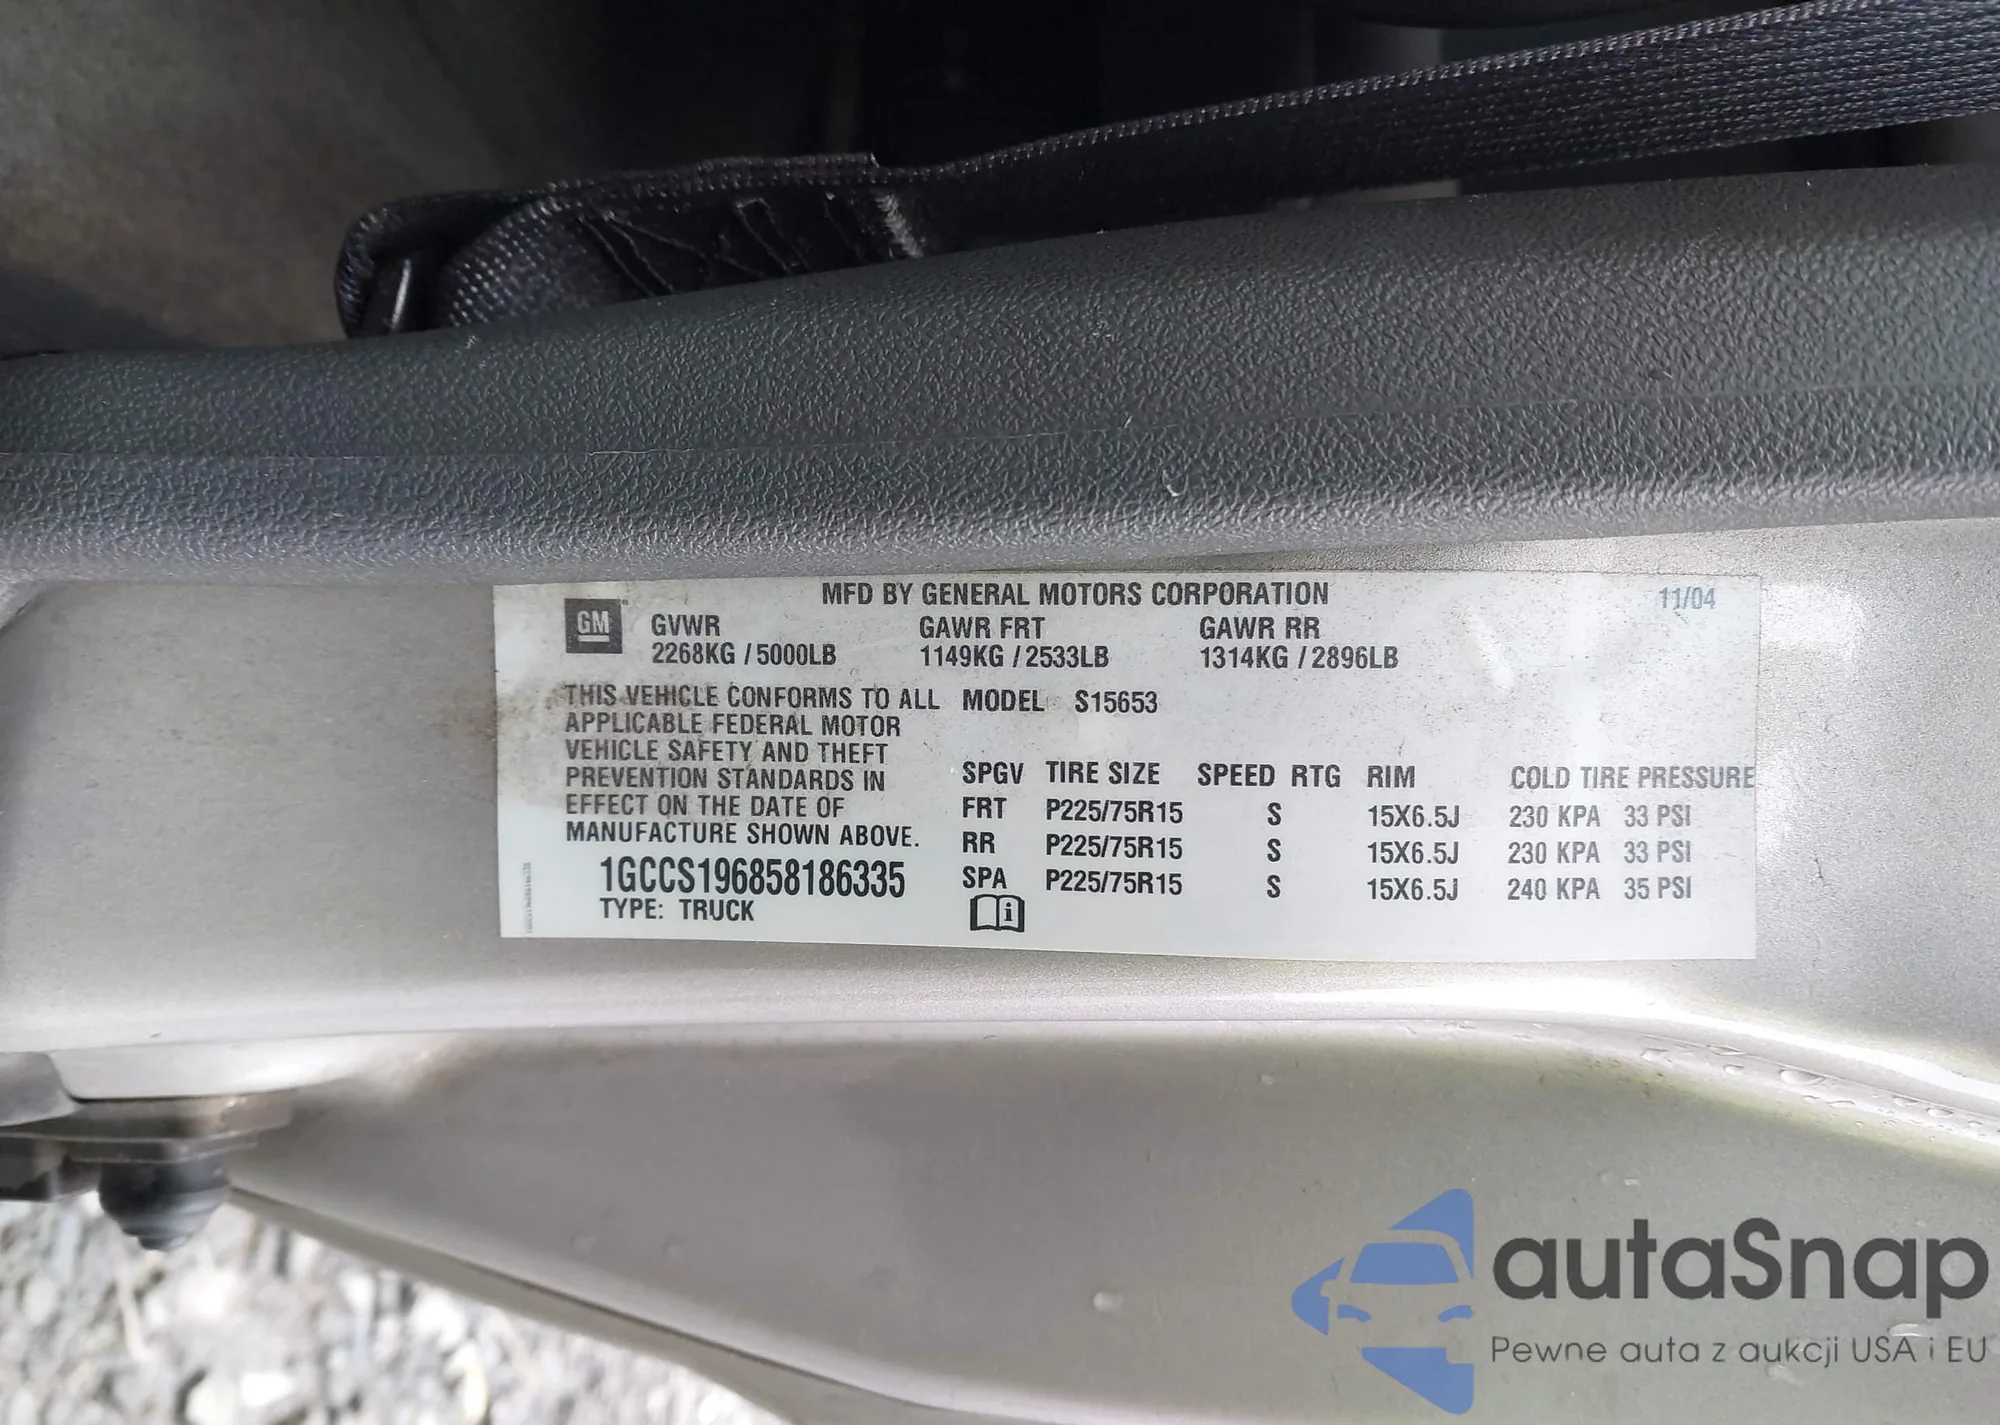 MFD BY GENERAL MOTORS CORPORATION 11/04
GM
GVWR GAWR FRT GAWR RR
2268KG / 5000LB 1149KG / 2533LB 1314KG / 2896LB
THIS VEHICLE CONFORMS TO ALL MODEL S15653
APPLICABLE FEDERAL MOTOR
VEHICLE SAFETY AND THEFT
PREVENTION STANDARDS IN
EFFECT ON THE DATE OF
MANUFACTURE SHOWN ABOVE.
1GCCS196858186335
TYPE: TRUCK
SPGV TIRE SIZE SPEED RTG RIM COLD TIRE PRESSURE
FRT P225/75R15 S 15X6.5J 230 KPA 33 PSI
RR P225/75R15 S 15X6.5J 230 KPA 33 PSI
SPA P225/75R15 S 15X6.5J 240 KPA 35 PSI
autaSnap
Pewne auta z aukcji USA i EU